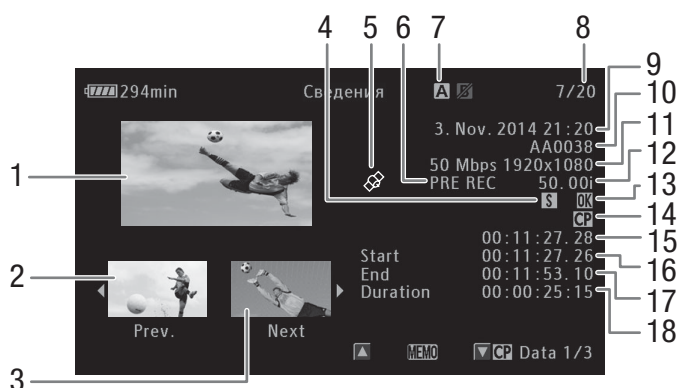 4 5 6 7 8
294min Сведения A B 7/20
9
3. Nov. 2014 21:20
10
AA0038
11
50 Mbps 1920x1080
12
PRE REC 50.00i
13
S OK
14
CP
1
00:11:27.28
15
Start 00:11:27.26
16
End 00:11:53.10
17
Duration 00:00:25:15
18
2
Prev. Next
MEMO CP Data 1/3
3